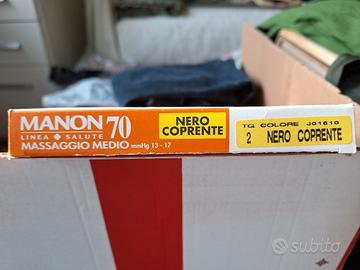 MANON 70
LINEA + SALUTE
MASSAGGIO MEDIO mmHg 13 - 17
NERO
COPRENTE
TG COLORE J01610
2 NERO COPRENTE
subito